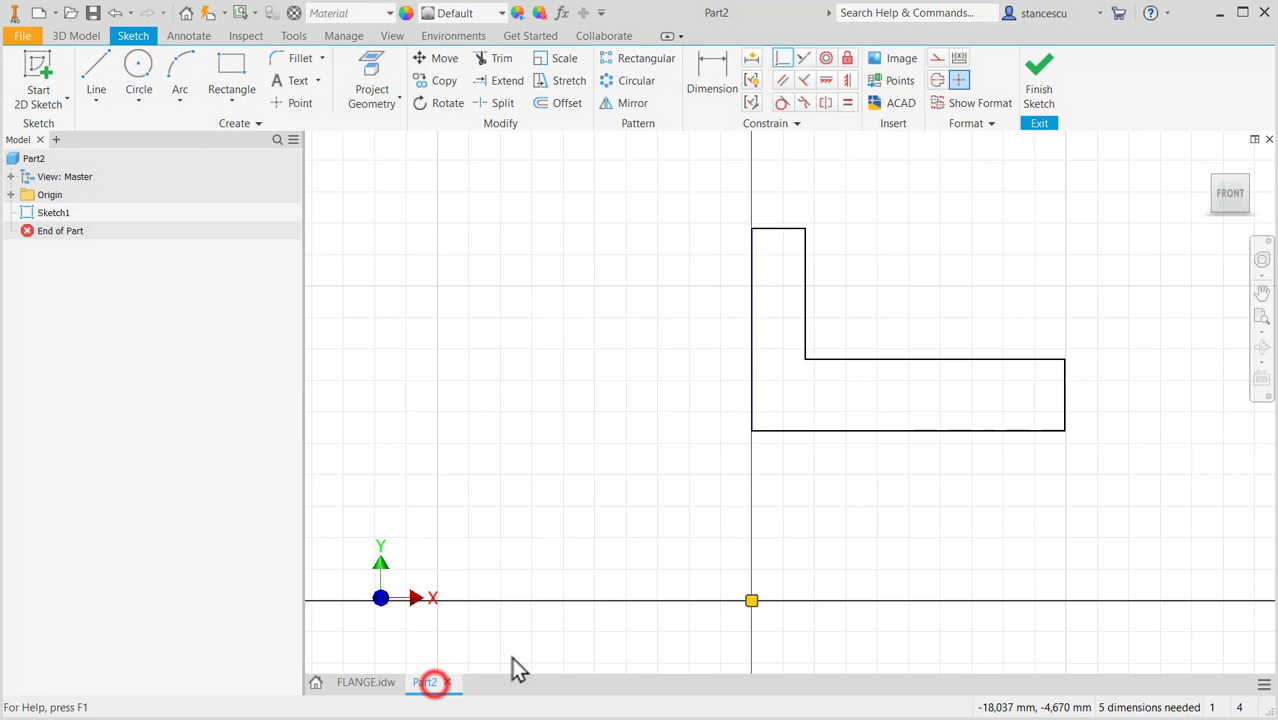 PRO
Material
Default
Part2
Search Help & Commands...
stancescu
File
3D Model
Sketch
Annotate
Inspect
Tools
Manage
View
Environments
Get Started
Collaborate
Start
2D Sketch
Line
Circle
Arc
Rectangle
Fillet
Text
Point
Project
Geometry
Move
Copy
Rotate
Trim
Extend
Split
Scale
Stretch
Offset
Rectangular
Circular
Mirror
Dimension
Image
Points
ACAD
Show Format
Finish
Sketch
Sketch
Create
Modify
Pattern
Constrain
Insert
Format
Exit
Model
Part2
View: Master
Origin
Sketch1
End of Part
FRONT
Y
X
FLANGE.idw
Part2
For Help, press F1
-18,037 mm, -4,670 mm
5 dimensions needed
1
4